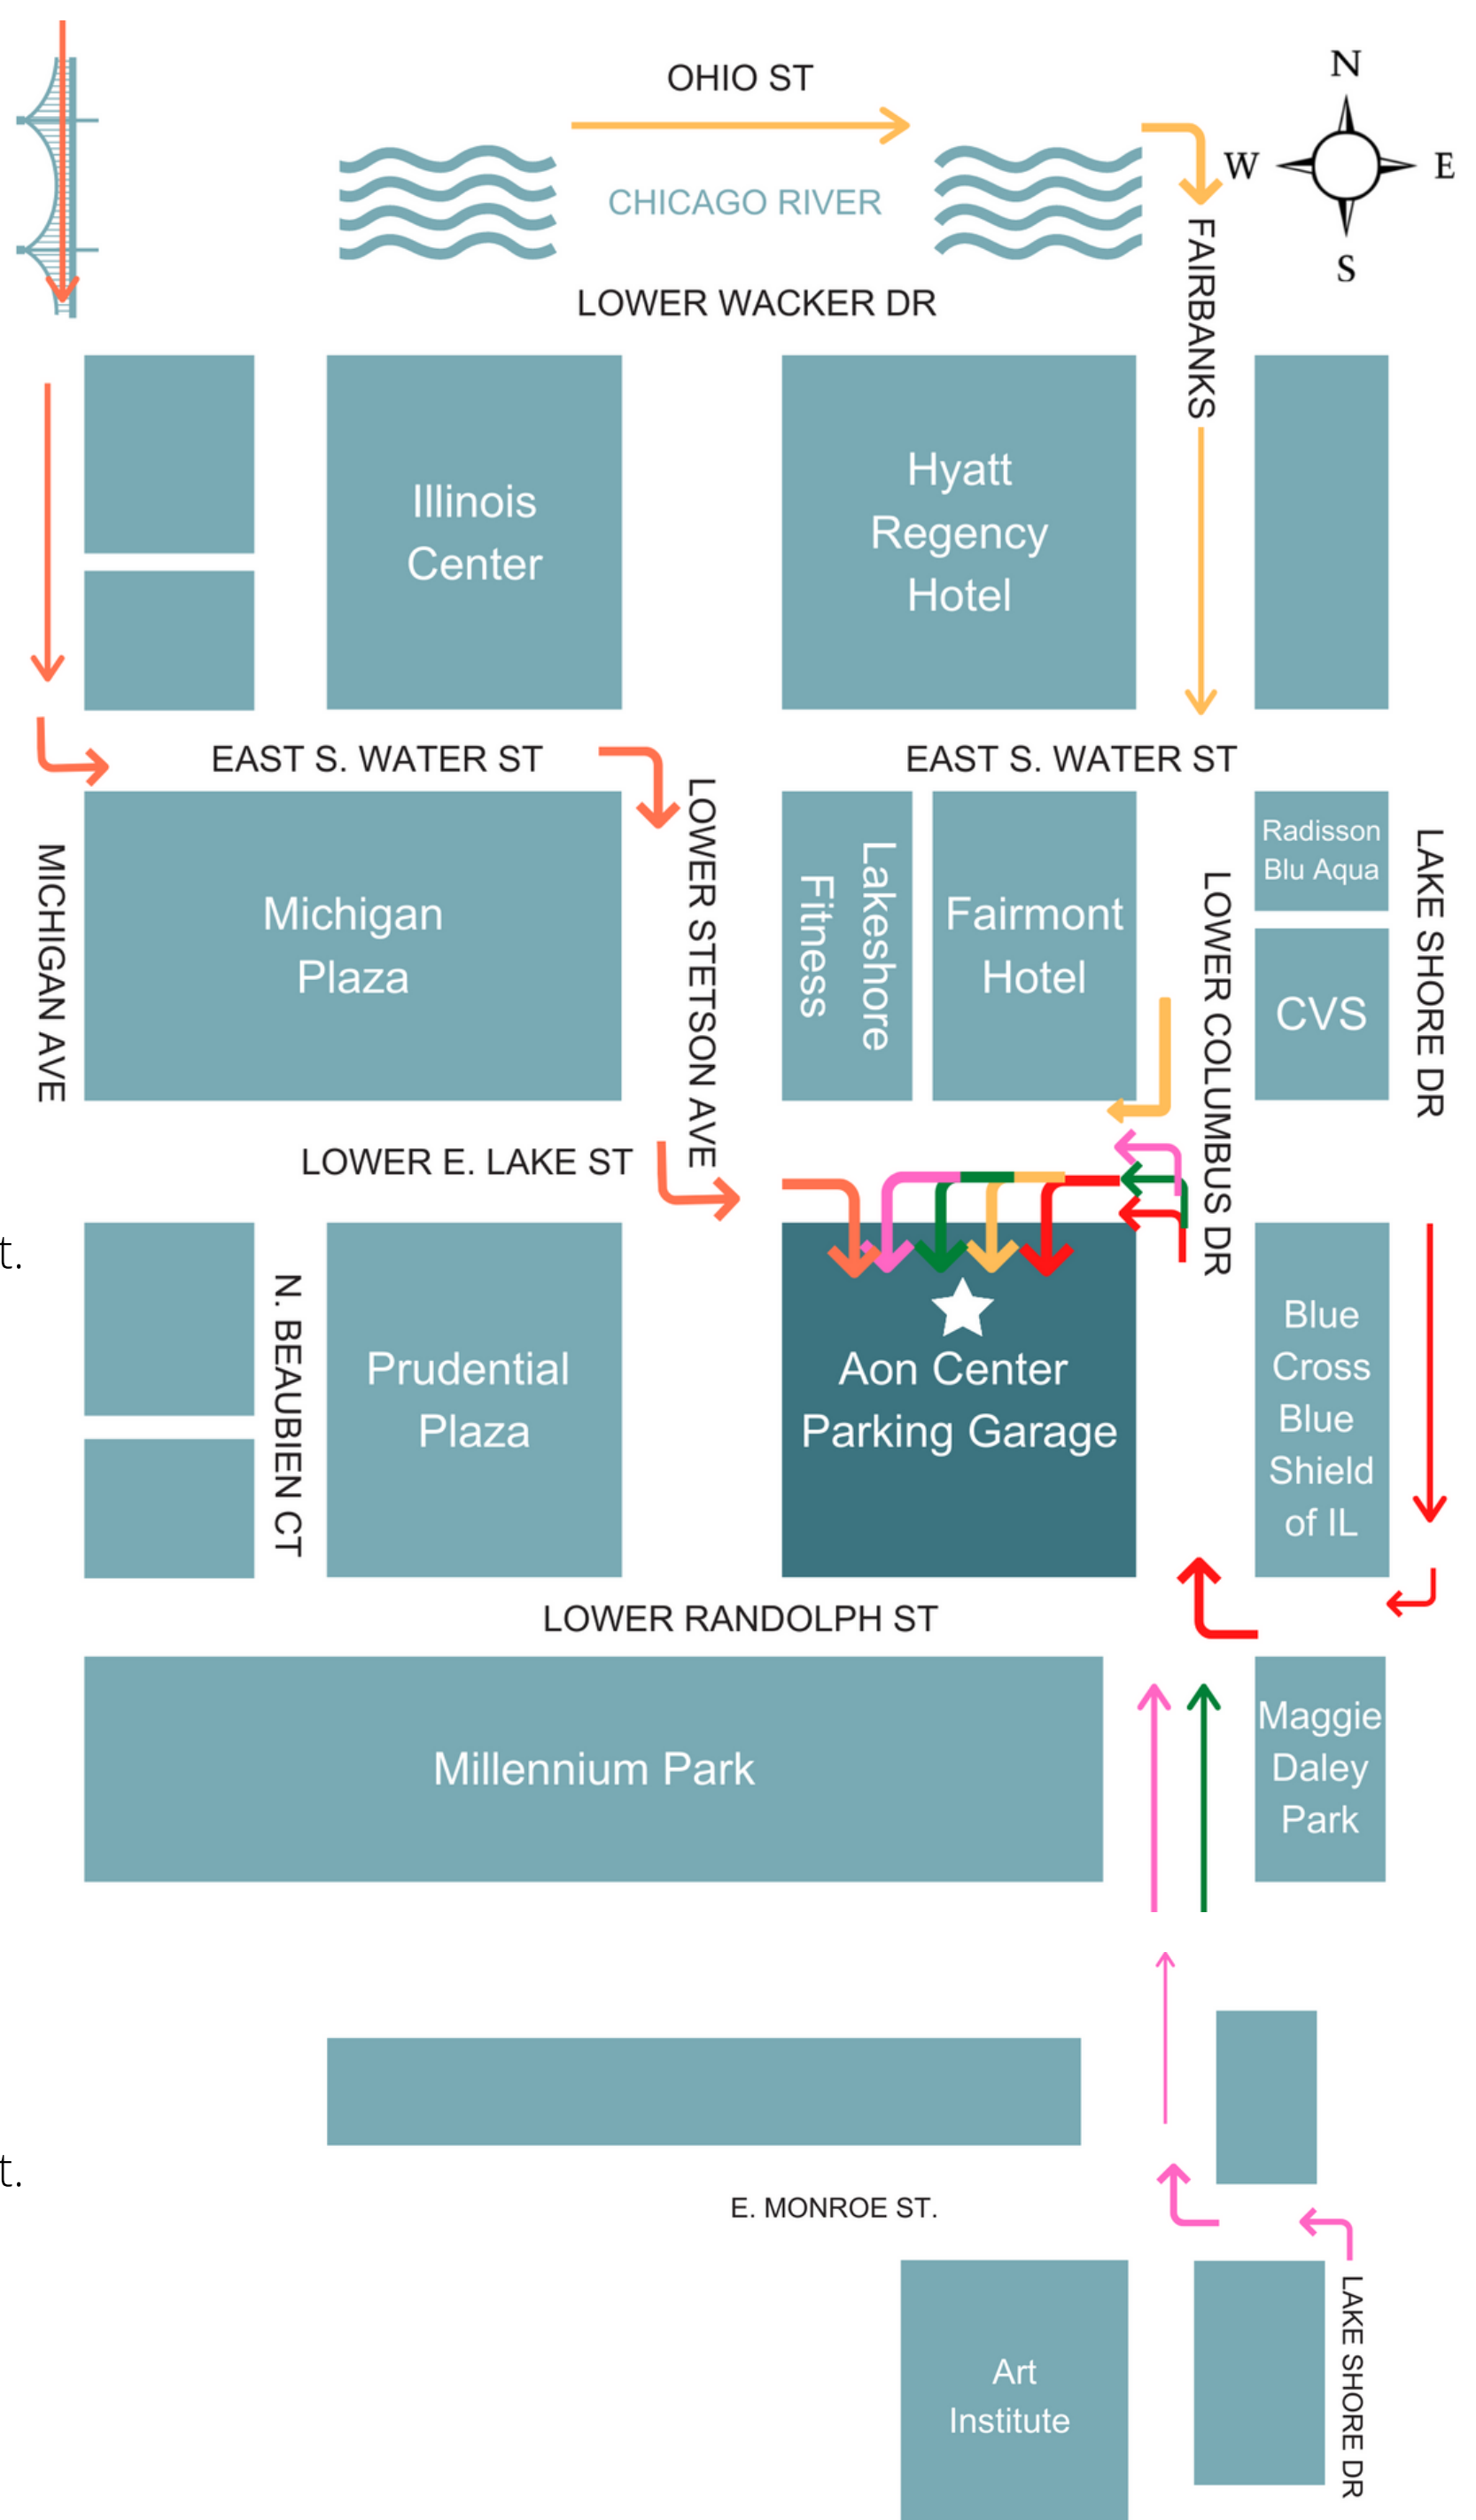 OHIO ST
N
W
E
S
CHICAGO RIVER
FAIRBANKS
LOWER WACKER DR
Illinois
Center
Hyatt
Regency
Hotel
EAST S. WATER ST
EAST S. WATER ST
MICHIGAN AVE
Michigan
Plaza
LOWER STETSON AVE
Lakeshore
Fitness
Fairmont
Hotel
LOWER COLUMBUS DR
Radisson
Blu Aqua
CVS
LAKE SHORE DR
LOWER E. LAKE ST
t.
N. BEAUBIEN CT
Prudential
Plaza
Aon Center
Parking Garage
Blue
Cross
Blue
Shield
of IL
LOWER RANDOLPH ST
Millennium Park
Maggie
Daley
Park
t.
E. MONROE ST.
Art
Institute
LAKE SHORE DR